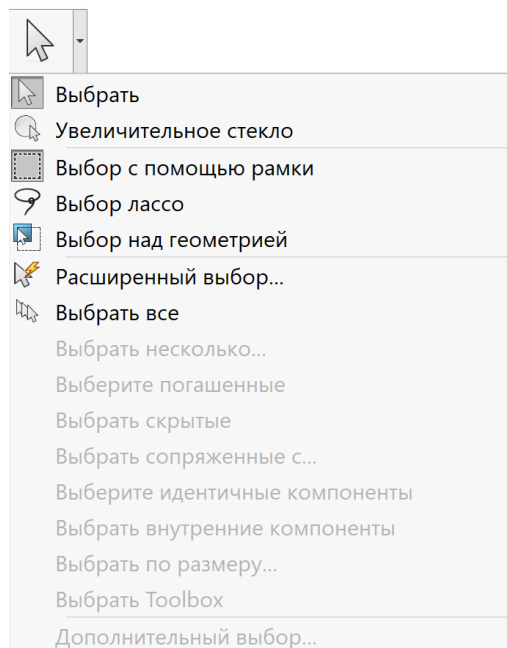 Выбрать
Увеличительное стекло
Выбор с помощью рамки
Выбор лассо
Выбор над геометрией
Расширенный выбор...
Выбрать все
Выбрать несколько...
Выберите погашенные
Выбрать скрытые
Выбрать сопряженные с...
Выберите идентичные компоненты
Выбрать внутренние компоненты
Выбрать по размеру...
Выбрать Toolbox
Дополнительный выбор...